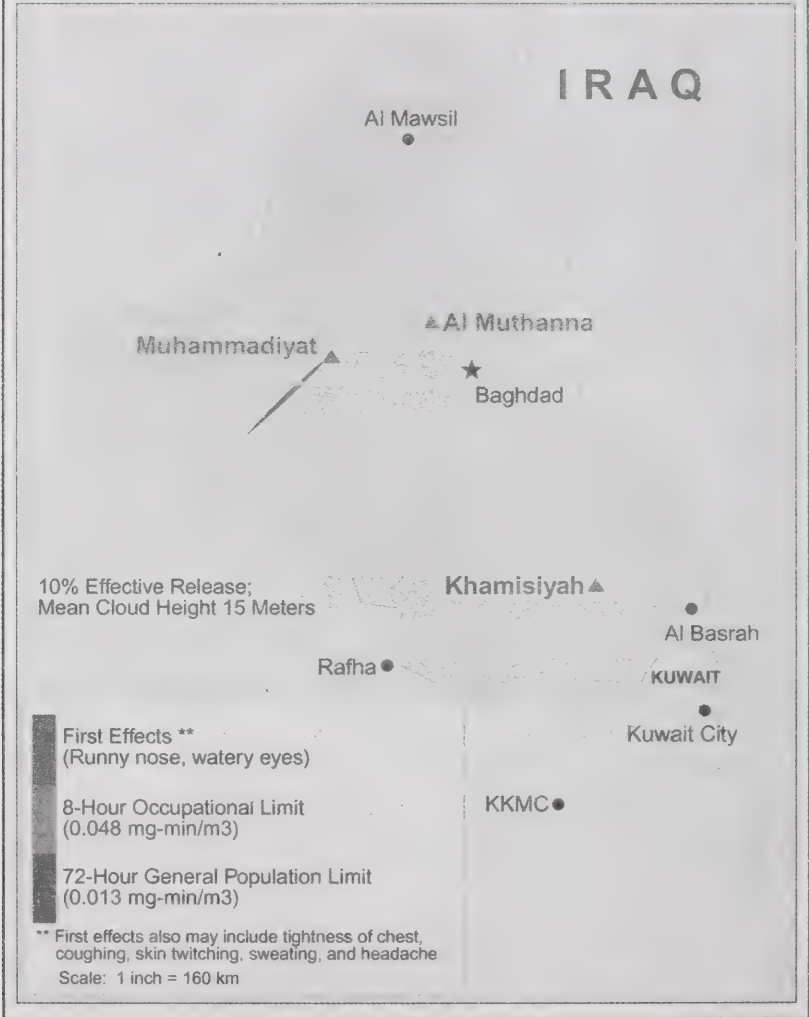 IRAQ
Al Mawsil
Al Muthanna
Muhammadiyat
Baghdad
10% Effective Release;
Mean Cloud Height 15 Meters
Khamisiyah
Al Basrah
Rafha
KUWAIT
Kuwait City
First Effects **
(Runny nose, watery eyes)
8-Hour Occupational Limit
(0.048 mg-min/m3)
KKMC
72-Hour General Population Limit
(0.013 mg-min/m3)
** First effects also may include tightness of chest,
coughing, skin twitching, sweating, and headache
Scale: 1 inch = 160 km